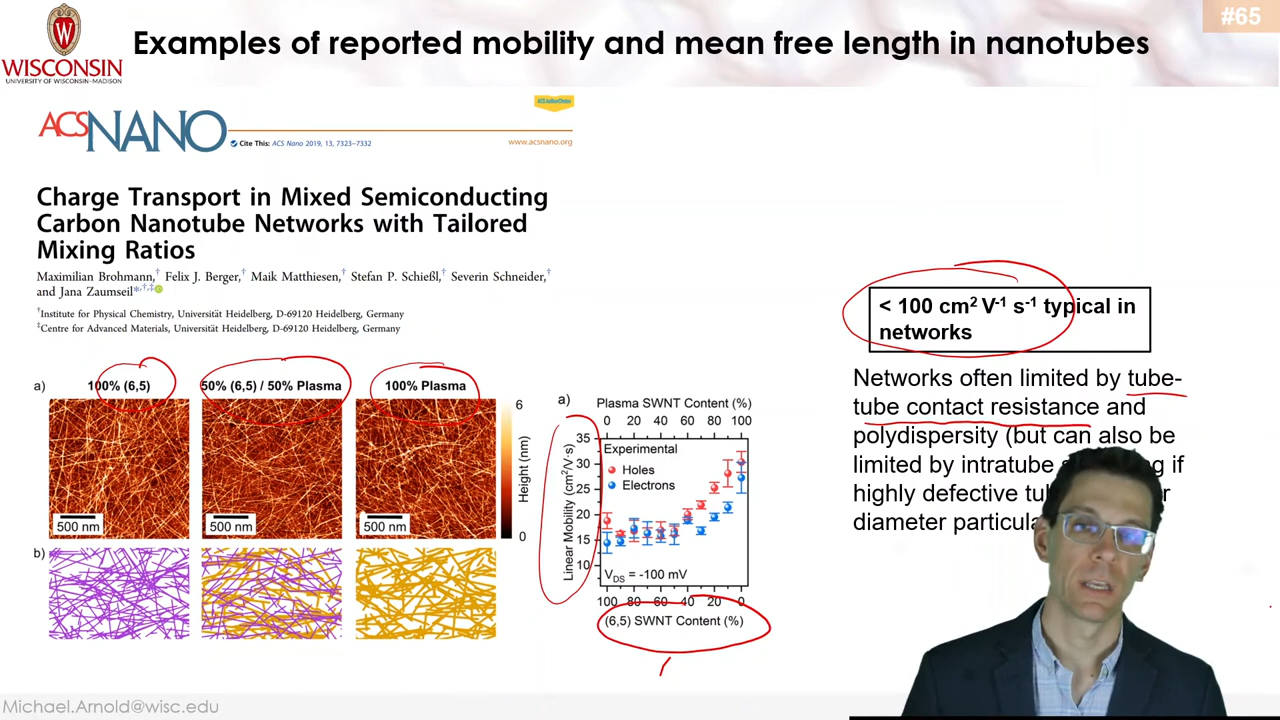 #65
WISCONSIN
UNIVERSITY OF WISCONSIN-MADISON
Examples of reported mobility and mean free length in nanotubes
ACS AuthorChoice
ACSNANO
Cite This: ACS Nano 2019, 13, 7323−7332
www.acsnano.org
Charge Transport in Mixed Semiconducting
Carbon Nanotube Networks with Tailored
Mixing Ratios
Maximilian Brohmann,† Felix J. Berger,† Maik Matthiesen,† Stefan P. Schießl,† Severin Schneider,†
and Jana Zaumseil*,†,‡
†Institute for Physical Chemistry, Universität Heidelberg, D-69120 Heidelberg, Germany
‡Centre for Advanced Materials, Universität Heidelberg, D-69120 Heidelberg, Germany
a)
100% (6,5)
50% (6,5) / 50% Plasma
100% Plasma
500 nm
500 nm
500 nm
6
Height (nm)
0
b)
a)
Plasma SWNT Content (%)
0 20 40 60 80 100
Linear Mobility (cm²/V·s)
35
30
25
20
15
10
Experimental
Holes
Electrons
VDS = -100 mV
100 80 60 40 20 0
(6,5) SWNT Content (%)
< 100 cm² V⁻¹ s⁻¹ typical in
networks
Networks often limited by tube-
tube contact resistance and
polydispersity (but can also be
limited by intratube g if
highly defective r
diameter
Michael.Arnold@wisc.edu